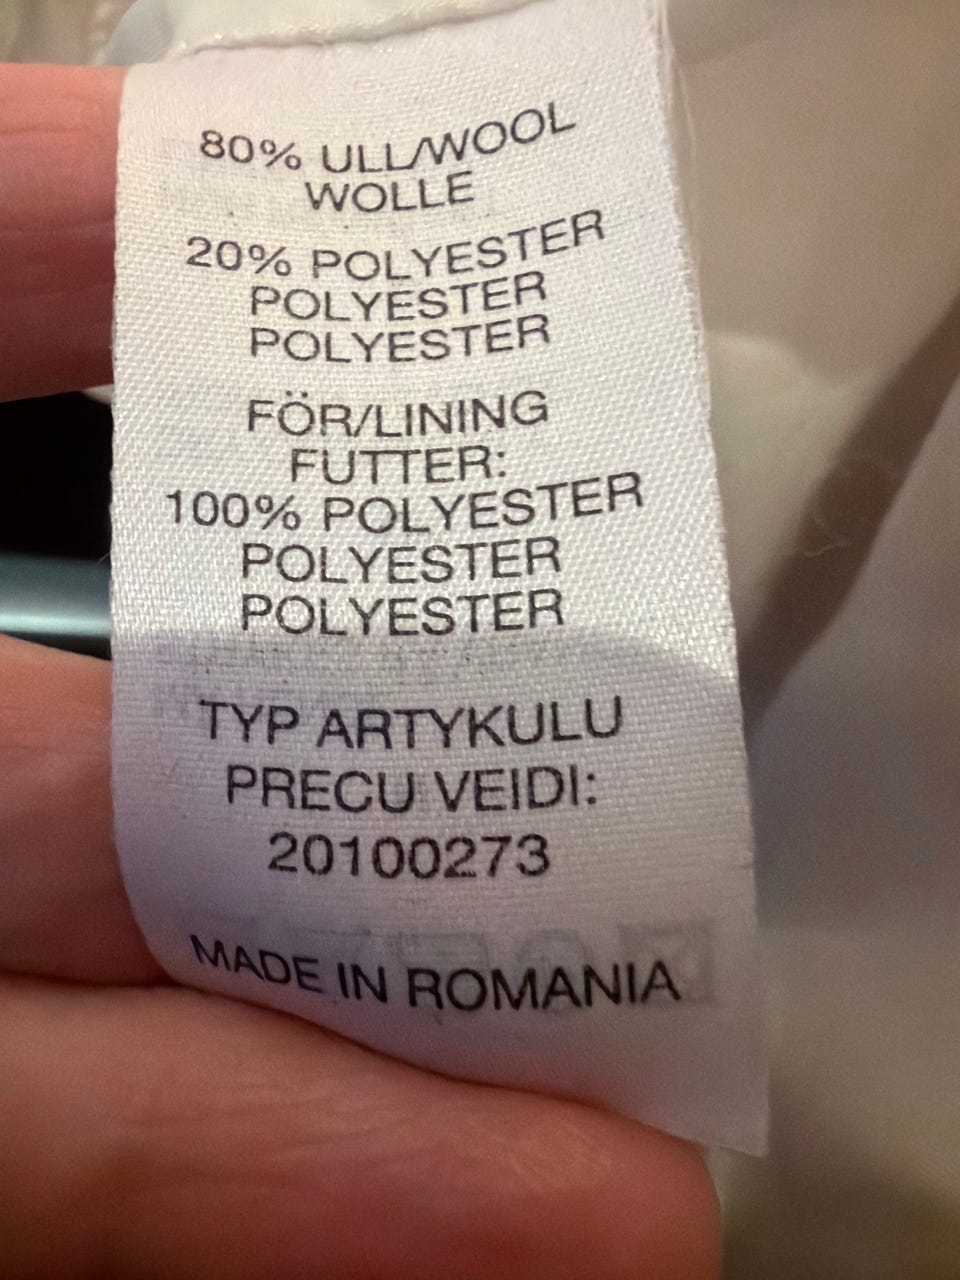 80% ULL/WOOL
WOLLE
20% POLYESTER
POLYESTER
POLYESTER
FÖR/LINING
FUTTER:
100% POLYESTER
POLYESTER
POLYESTER
TYP ARTYKULU
PRECU VEIDI:
20100273
MADE IN ROMANIA